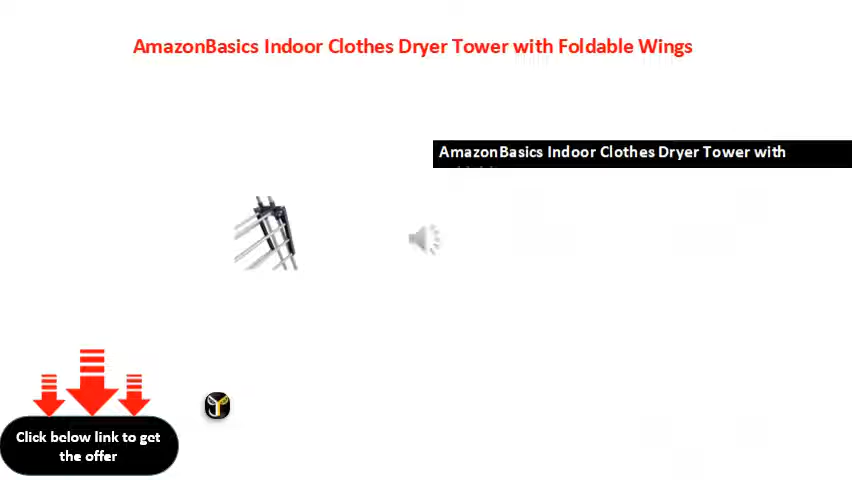 AmazonBasics Indoor Clothes Dryer Tower with Foldable Wings
AmazonBasics Indoor Clothes Dryer Tower with
Click below link to get
the offer